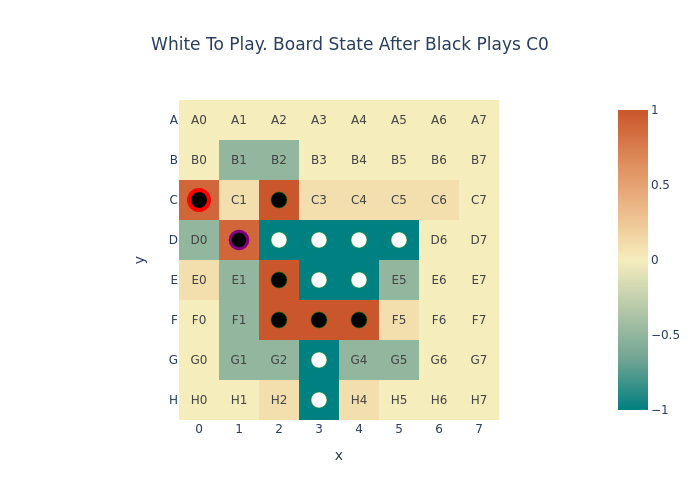 White To Play. Board State After Black Plays C0
A A0 A1 A2 A3 A4 A5 A6 A7
B B0 B1 B2 B3 B4 B5 B6 B7
C C1 C3 C4 C5 C6 C7
D D0 D6 D7
E E0 E1 E5 E6 E7
F F0 F1 F5 F6 F7
G G0 G1 G2 G4 G5 G6 G7
H H0 H1 H2 H4 H5 H6 H7
0 1 2 3 4 5 6 7
x
y
1
0.5
0
−0.5
−1